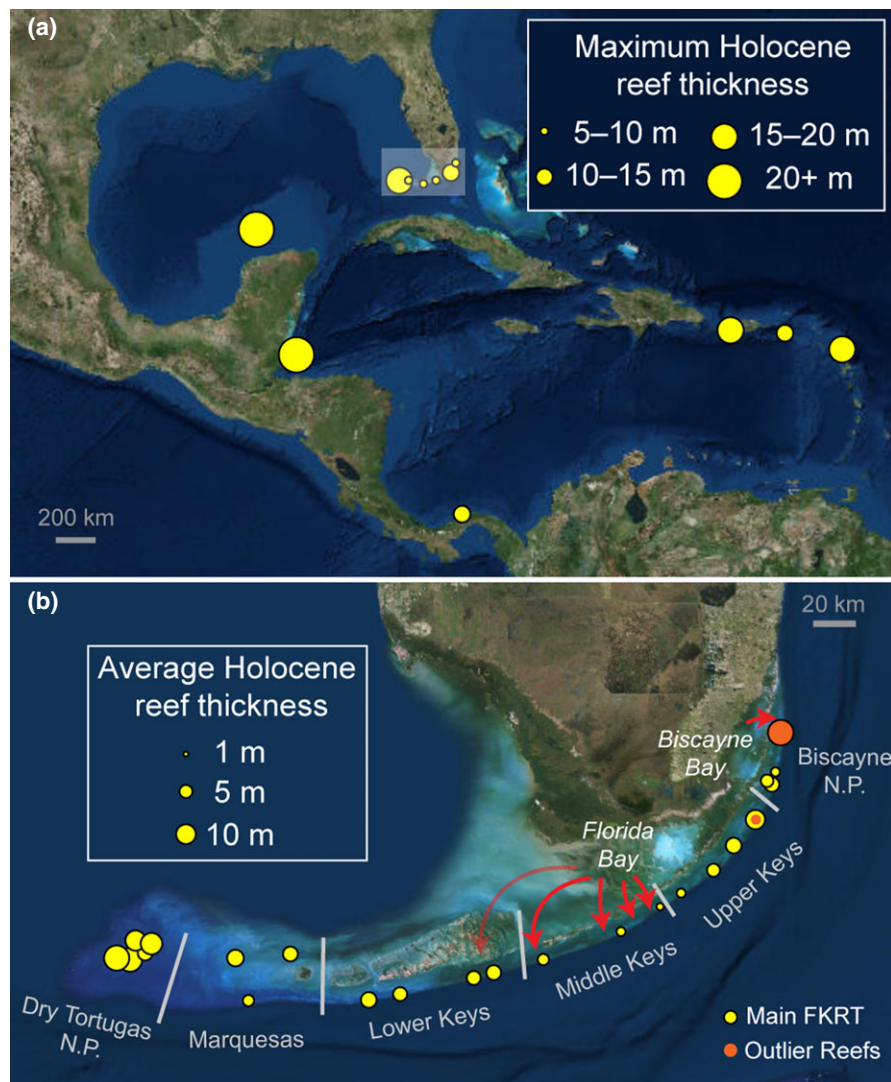 (a)
Maximum Holocene
reef thickness
5–10 m
15–20 m
10–15 m
20+ m
200 km
(b)
20 km
Average Holocene
reef thickness
1 m
5 m
10 m
Biscayne
Bay
Biscayne
N.P.
Florida
Bay
Upper Keys
Middle Keys
Lower Keys
Marquesas
Dry Tortugas
N.P.
Main FKRT
Outlier Reefs